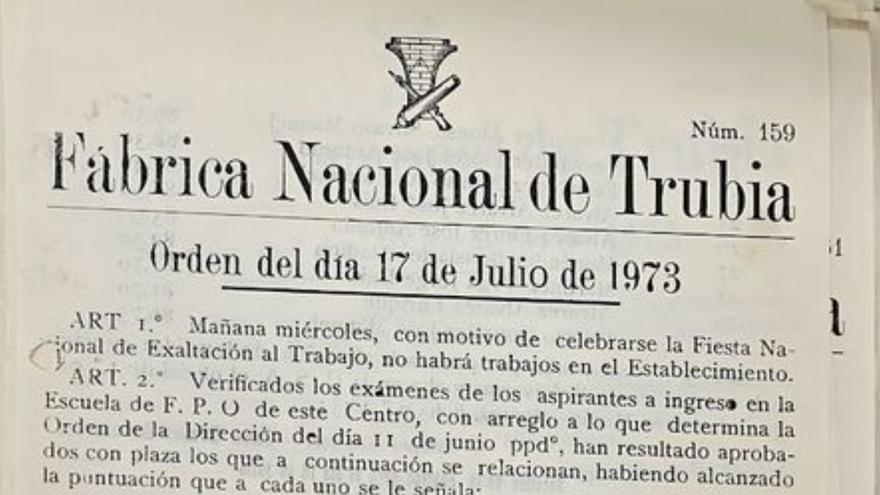 Núm. 159
Fábrica Nacional de Trubia
Orden del día 17 de Julio de 1973
ART 1.º Mañana miércoles, con motivo de celebrarse la Fiesta Na-
cional de Exaltación al Trabajo, no habrá trabajos en el Establecimiento.
ART. 2.º Verificados los exámenes de los aspirantes a ingreso en la
Escuela de F. P. O de este Centro, con arreglo a lo que determina la
Orden de la Dirección del día 11 de junio ppdº, han resultado aproba-
dos con plaza los que a continuación se relacionan, habiendo alcanzado
la puntuación que a cada uno se le señala: